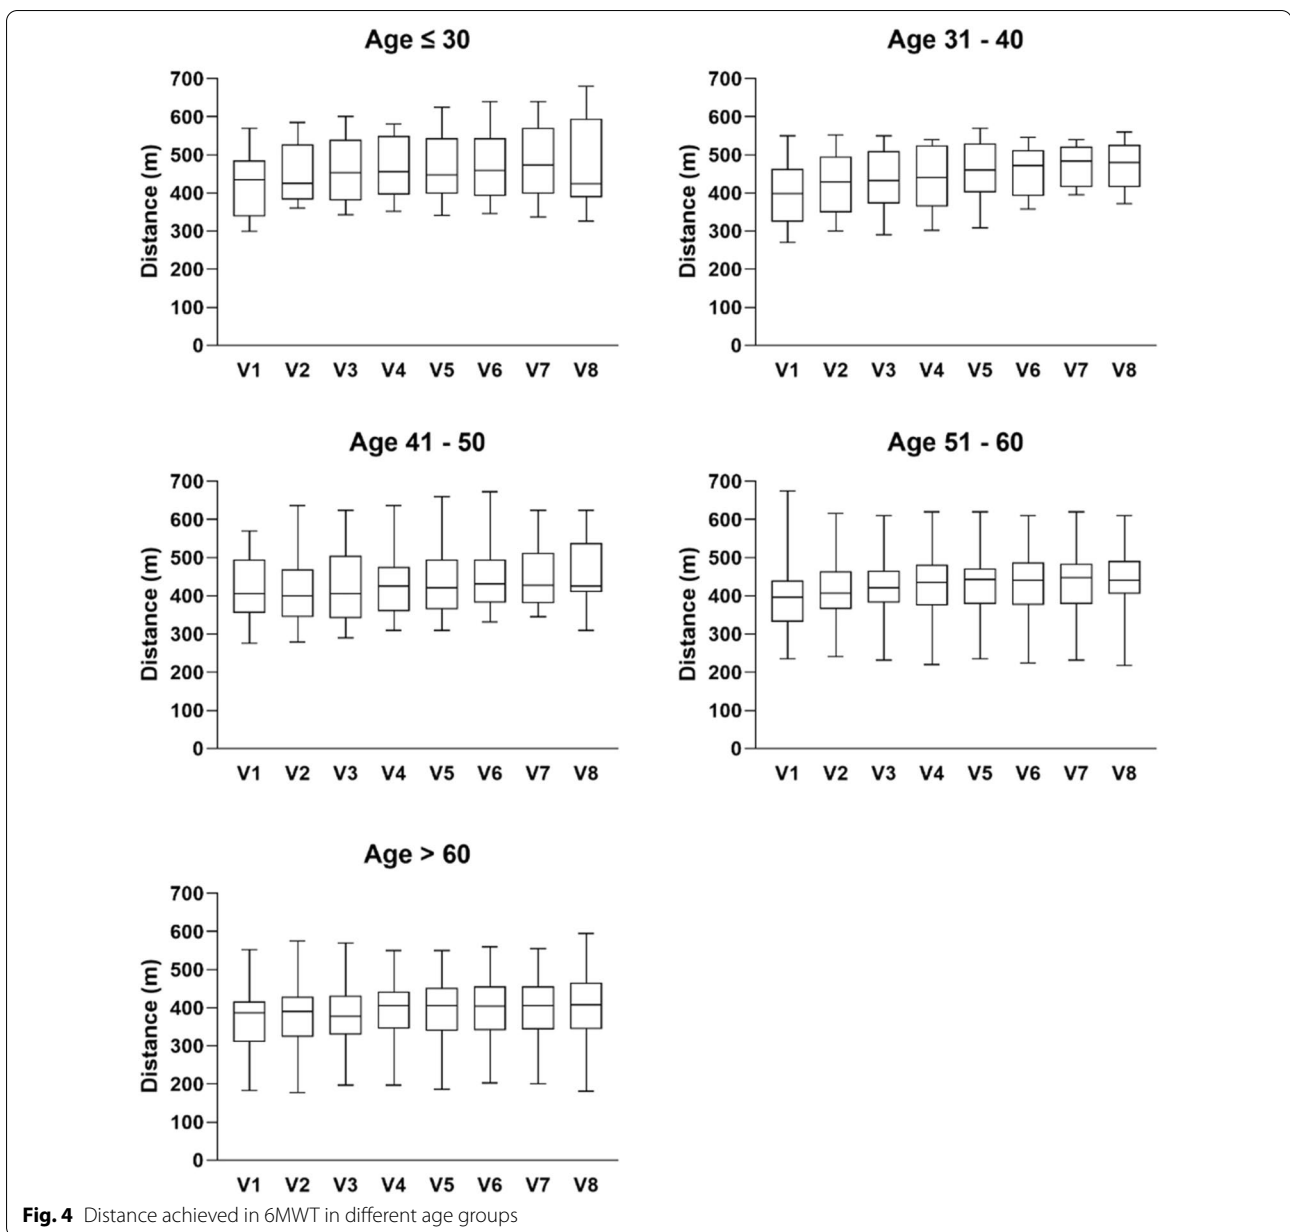 Age ≤ 30
Distance (m)
700
600
500
400
300
200
100
0
V1 V2 V3 V4 V5 V6 V7 V8
Age 31 - 40
Distance (m)
700
600
500
400
300
200
100
0
V1 V2 V3 V4 V5 V6 V7 V8
Age 41 - 50
Distance (m)
700
600
500
400
300
200
100
0
V1 V2 V3 V4 V5 V6 V7 V8
Age 51 - 60
Distance (m)
700
600
500
400
300
200
100
0
V1 V2 V3 V4 V5 V6 V7 V8
Age > 60
Distance (m)
700
600
500
400
300
200
100
0
V1 V2 V3 V4 V5 V6 V7 V8
Fig. 4 Distance achieved in 6MWT in different age groups